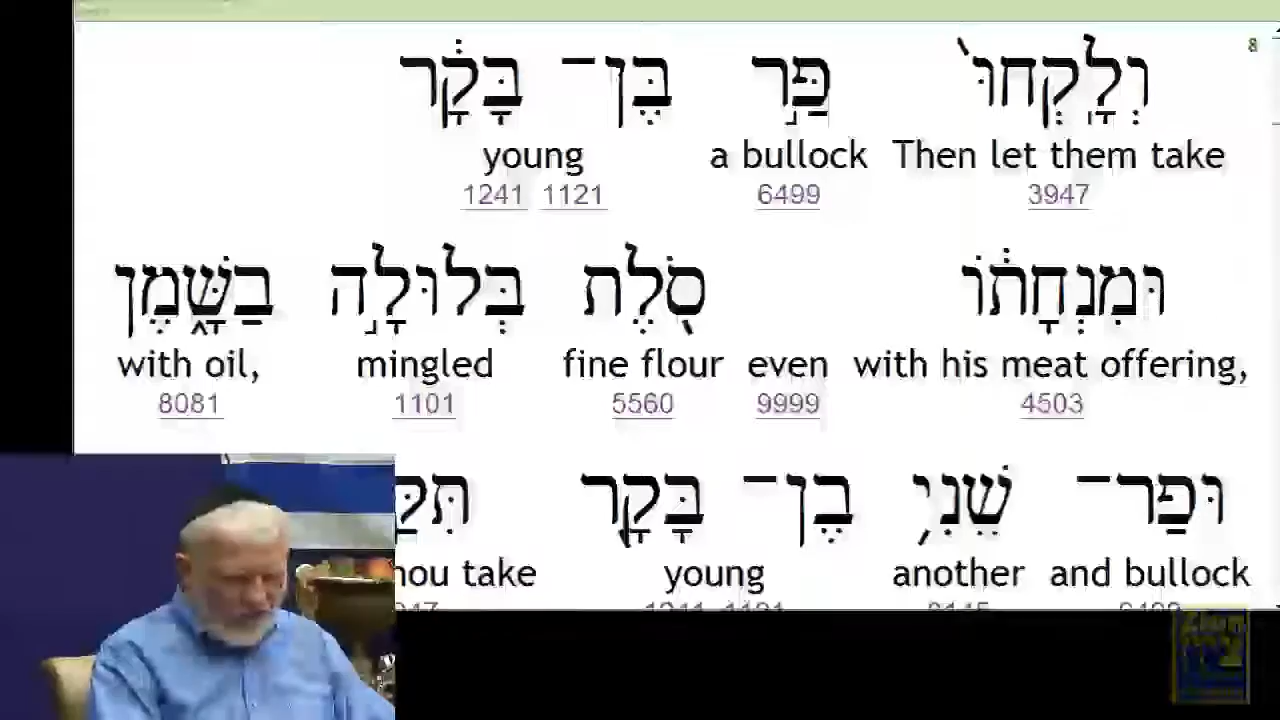 8
וְלָֽקְחוּ֙ פַּ֣ר בֶּן־ בָּקָ֔ר
Then let them take a bullock young
3947 6499 1121 1241
וּמִנְחָת֔וֹ סֹ֖לֶת בְּלוּלָ֣ה בַשָּׁ֑מֶן
with his meat offering, even fine flour mingled with oil,
4503 9999 5560 1101 8081
וּפַר־ שֵׁנִ֥י בֶן־ בָּקָ֖ר
and bullock another young take
Zion